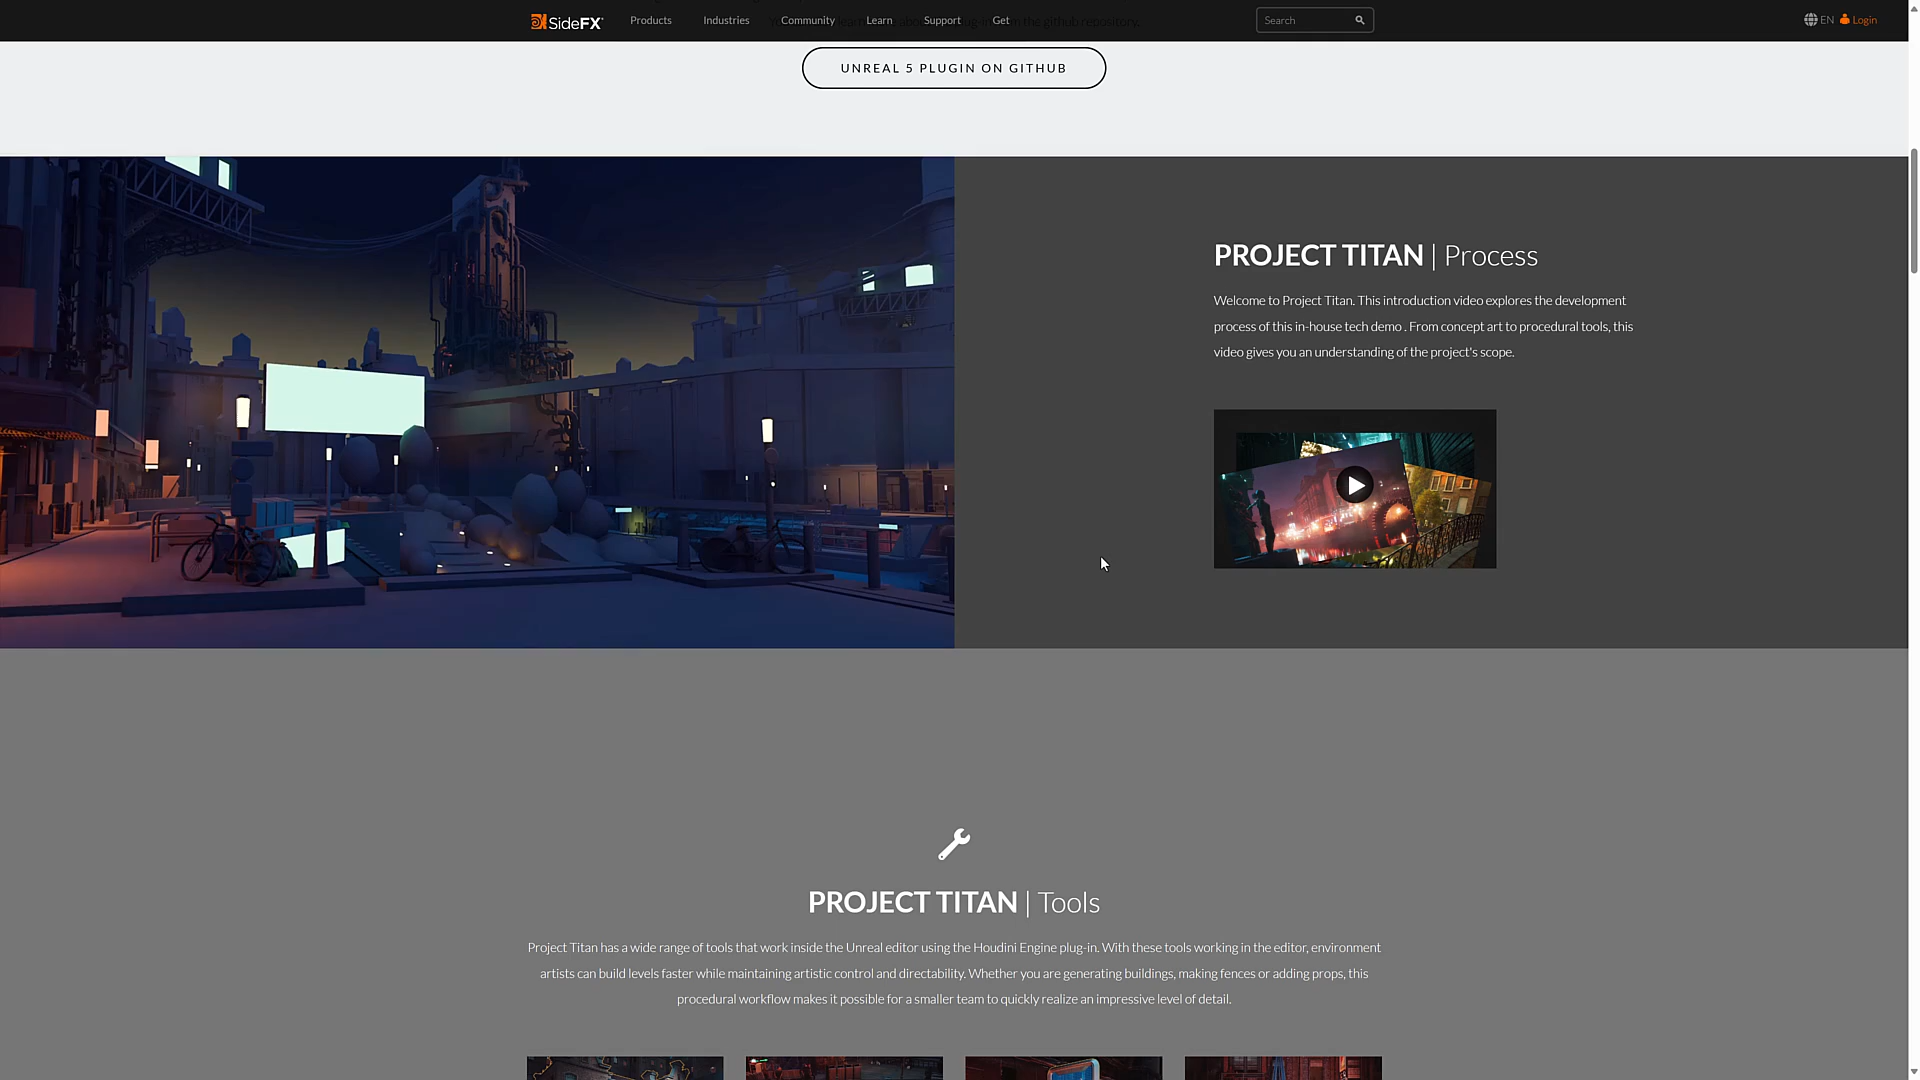 SideFX
Products
Industries
Community
Learn
Support
Get
Search
EN
Login
the github repository.
UNREAL 5 PLUGIN ON GITHUB
PROJECT TITAN | Process
Welcome to Project Titan. This introduction video explores the development
process of this in-house tech demo . From concept art to procedural tools, this
video gives you an understanding of the project's scope.
PROJECT TITAN | Tools
Project Titan has a wide range of tools that work inside the Unreal editor using the Houdini Engine plug-in. With these tools working in the editor, environment
artists can build levels faster while maintaining artistic control and directability. Whether you are generating buildings, making fences or adding props, this
procedural workflow makes it possible for a smaller team to quickly realize an impressive level of detail.